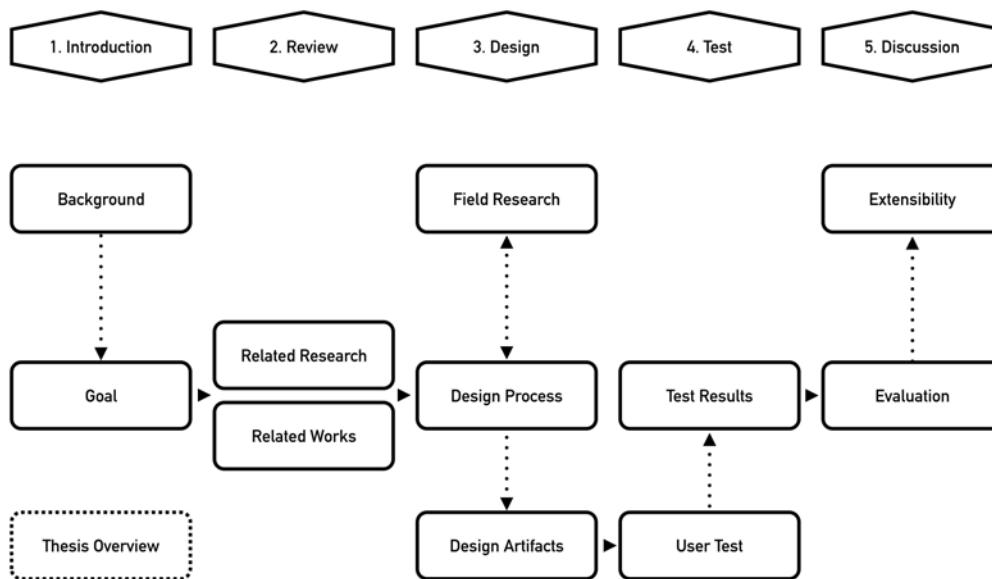 1. Introduction
2. Review
3. Design
4. Test
5. Discussion
Background
Field Research
Extensibility
Related Research
Goal
Design Process
Test Results
Evaluation
Related Works
Thesis Overview
Design Artifacts
User Test